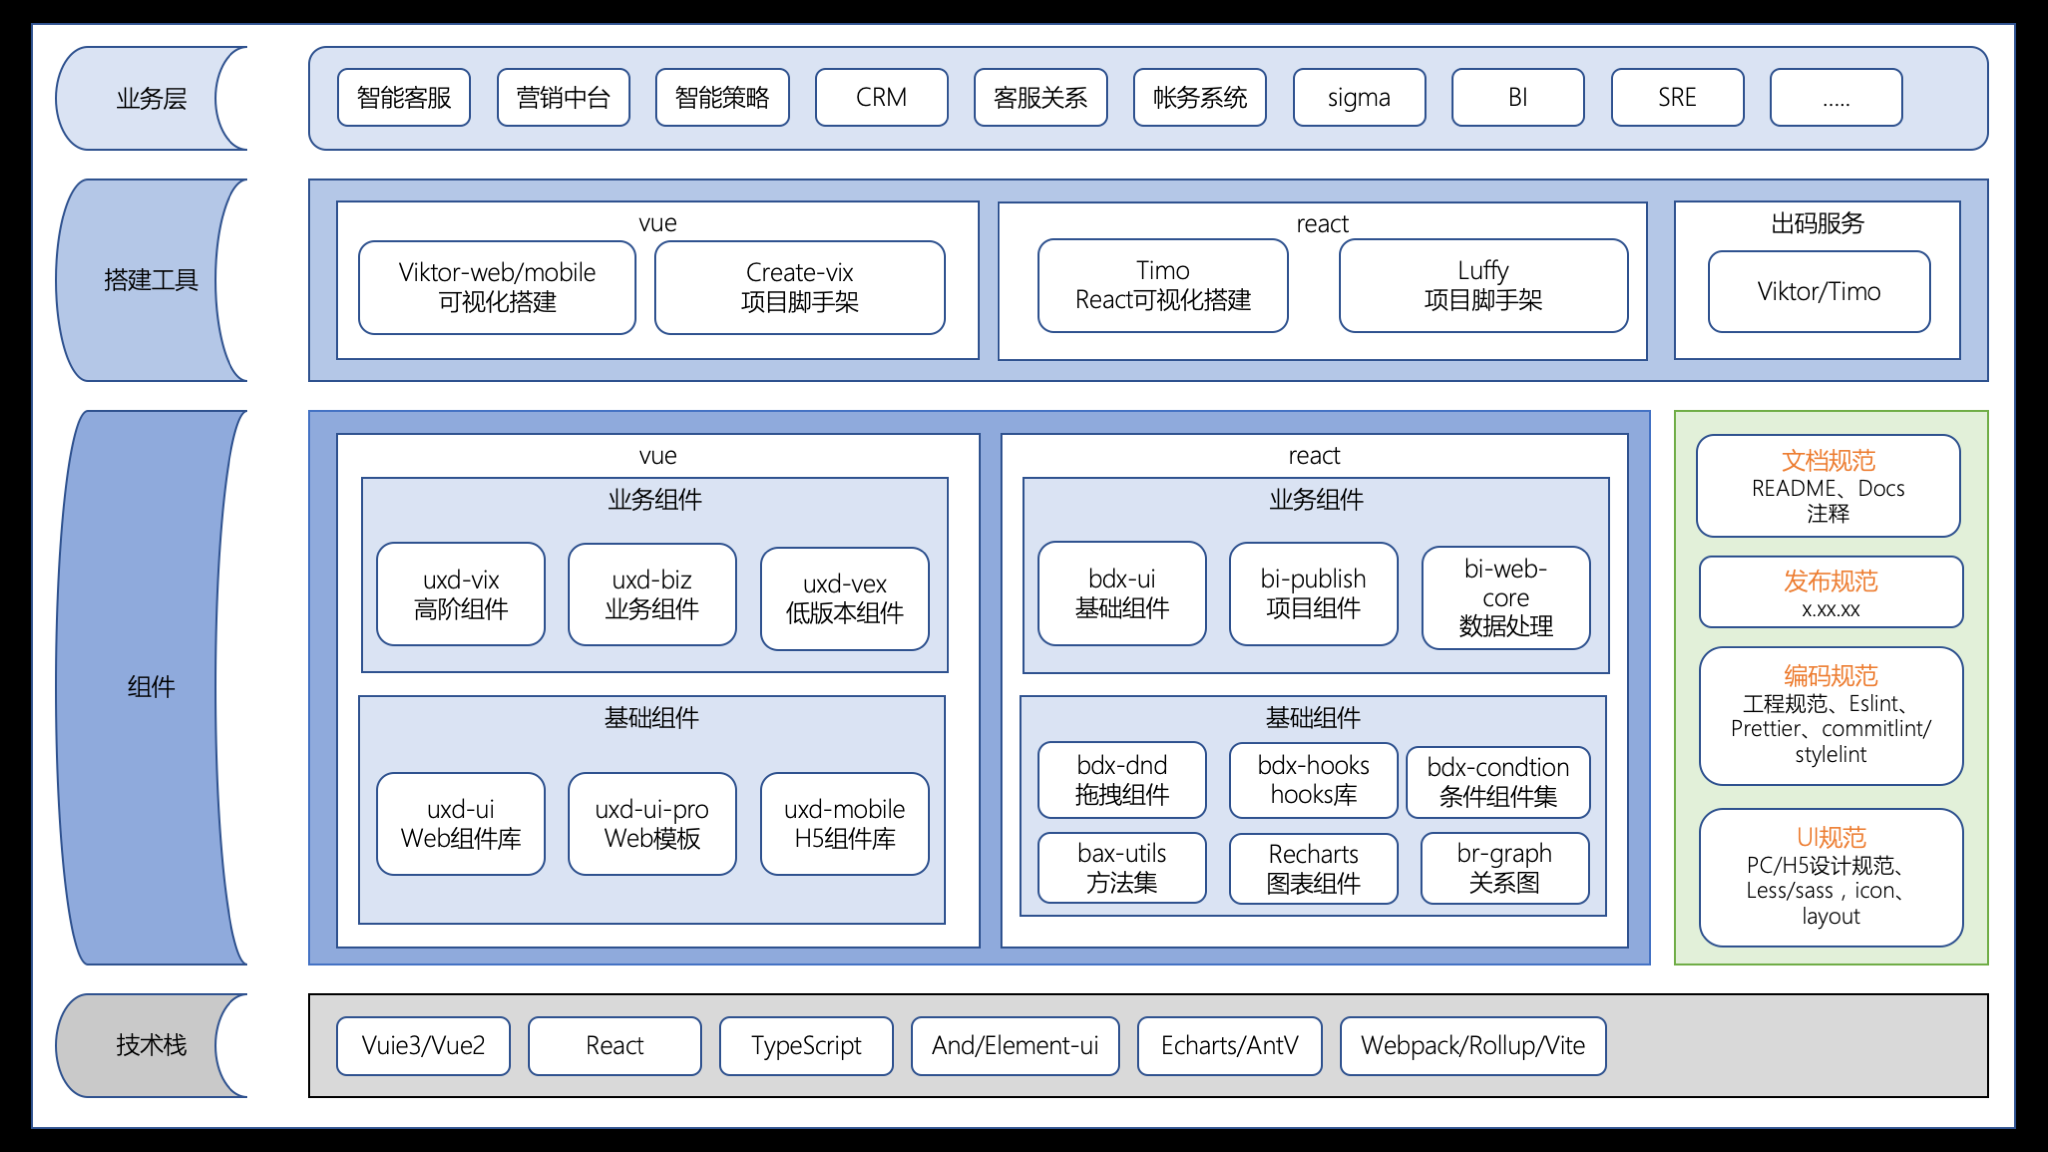 业务层
智能客服
营销中台
智能策略
CRM
客服关系
帐务系统
sigma
BI
SRE
.....
搭建工具
vue
Viktor-web/mobile
可视化搭建
Create-vix
项目脚手架
react
Timo
React可视化搭建
Luffy
项目脚手架
出码服务
Viktor/Timo
组件
vue
业务组件
uxd-vix
高阶组件
uxd-biz
业务组件
uxd-vex
低版本组件
基础组件
uxd-ui
Web组件库
uxd-ui-pro
Web模板
uxd-mobile
H5组件库
react
业务组件
bdx-ui
基础组件
bi-publish
项目组件
bi-web-
core
数据处理
基础组件
bdx-dnd
拖拽组件
bdx-hooks
hooks库
bdx-condtion
条件组件集
bax-utils
方法集
Recharts
图表组件
br-graph
关系图
文档规范
README、Docs
注释
发布规范
x.xx.xx
编码规范
工程规范、Eslint、
Prettier、commitlint/
stylelint
UI规范
PC/H5设计规范、
Less/sass，icon、
layout
技术栈
Vuie3/Vue2
React
TypeScript
And/Element-ui
Echarts/AntV
Webpack/Rollup/Vite